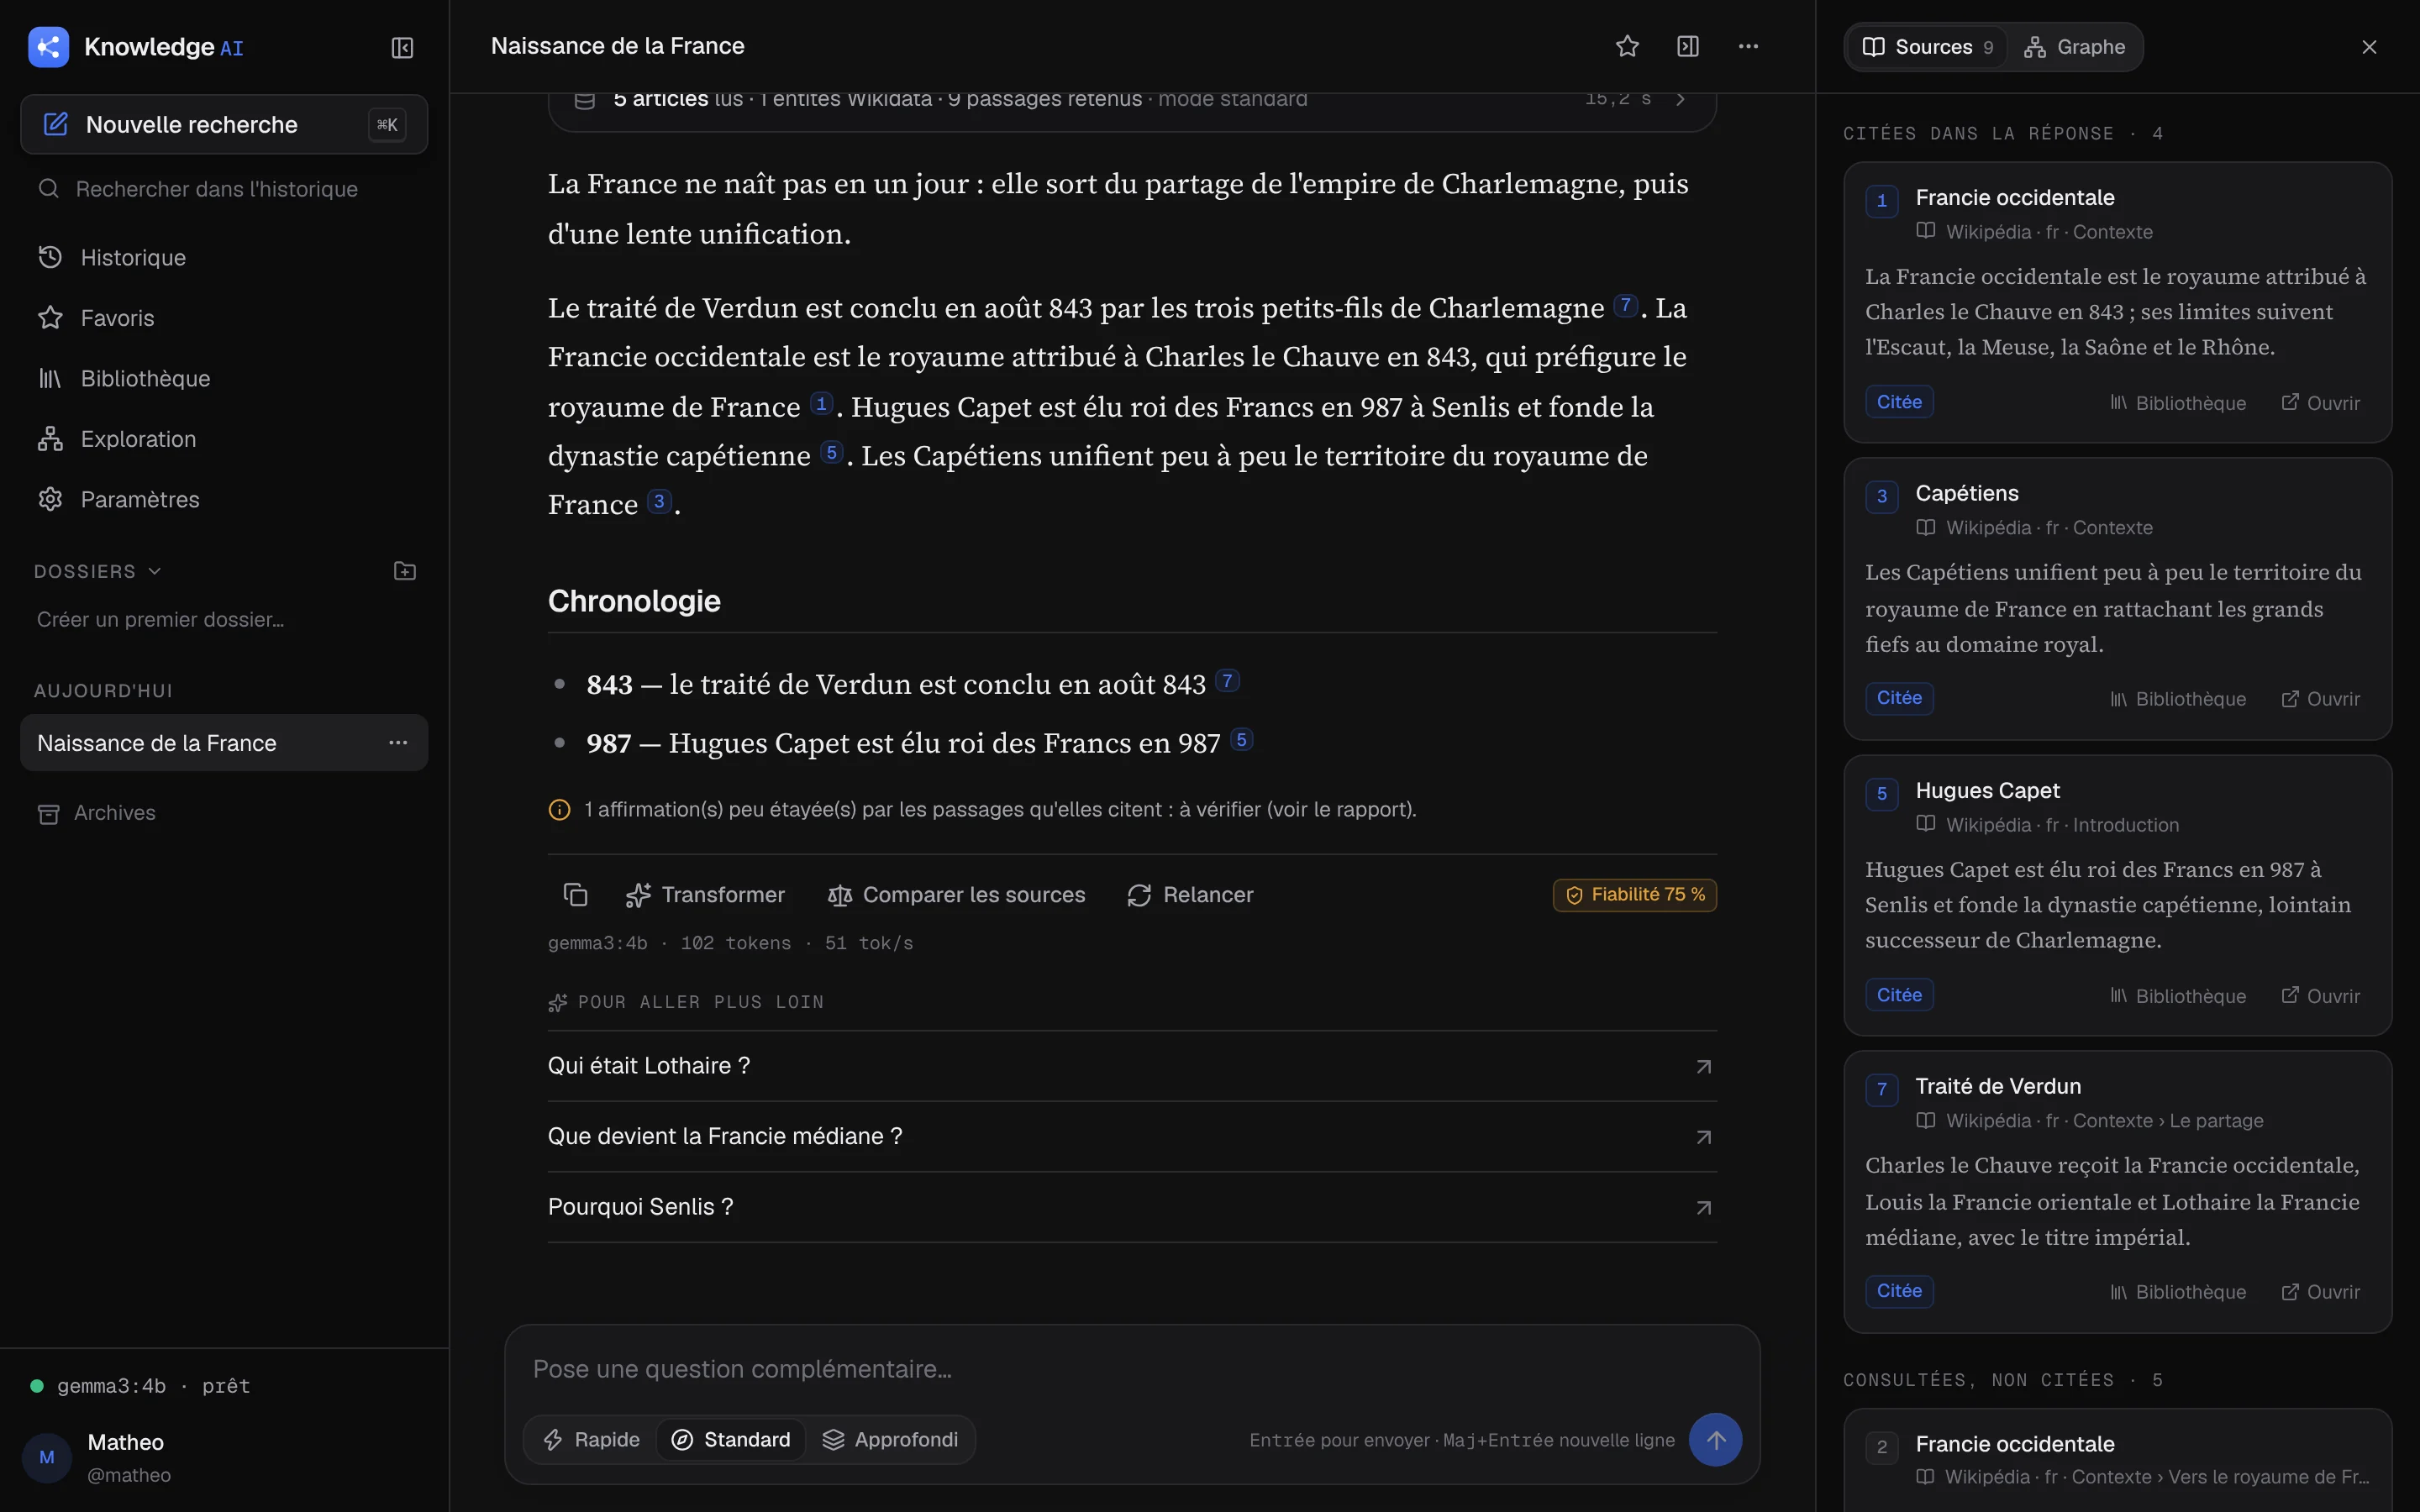 Knowledge AI
Nouvelle recherche
⌘K
Rechercher dans l'historique
Historique
Favoris
Bibliothèque
Exploration
Paramètres
DOSSIERS
Créer un premier dossier…
AUJOURD'HUI
Naissance de la France
Archives
gemma3:4b · prêt
M
Matheo
@matheo
Naissance de la France
5 articles lus · 1 entités Wikidata · 9 passages retenus · mode standard
15,2 s
La France ne naît pas en un jour : elle sort du partage de l'empire de Charlemagne, puis
d'une lente unification.
Le traité de Verdun est conclu en août 843 par les trois petits-fils de Charlemagne 7. La
Francie occidentale est le royaume attribué à Charles le Chauve en 843, qui préfigure le
royaume de France 1. Hugues Capet est élu roi des Francs en 987 à Senlis et fonde la
dynastie capétienne 5. Les Capétiens unifient peu à peu le territoire du royaume de
France 3.
Chronologie
843 — le traité de Verdun est conclu en août 843 7
987 — Hugues Capet est élu roi des Francs en 987 5
1 affirmation(s) peu étayée(s) par les passages qu'elles citent : à vérifier (voir le rapport).
Transformer
Comparer les sources
Relancer
Fiabilité 75 %
gemma3:4b · 102 tokens · 51 tok/s
POUR ALLER PLUS LOIN
Qui était Lothaire ?
Que devient la Francie médiane ?
Pourquoi Senlis ?
Pose une question complémentaire…
Rapide
Standard
Approfondi
Entrée pour envoyer · Maj+Entrée nouvelle ligne
Sources 9
Graphe
CITÉES DANS LA RÉPONSE · 4
1
Francie occidentale
Wikipédia · fr · Contexte
La Francie occidentale est le royaume attribué à
Charles le Chauve en 843 ; ses limites suivent
l'Escaut, la Meuse, la Saône et le Rhône.
Citée
Bibliothèque
Ouvrir
3
Capétiens
Wikipédia · fr · Contexte
Les Capétiens unifient peu à peu le territoire du
royaume de France en rattachant les grands
fiefs au domaine royal.
Citée
Bibliothèque
Ouvrir
5
Hugues Capet
Wikipédia · fr · Introduction
Hugues Capet est élu roi des Francs en 987 à
Senlis et fonde la dynastie capétienne, lointain
successeur de Charlemagne.
Citée
Bibliothèque
Ouvrir
7
Traité de Verdun
Wikipédia · fr · Contexte › Le partage
Charles le Chauve reçoit la Francie occidentale,
Louis la Francie orientale et Lothaire la Francie
médiane, avec le titre impérial.
Citée
Bibliothèque
Ouvrir
CONSULTÉES, NON CITÉES · 5
2
Francie occidentale
Wikipédia · fr · Contexte › Vers le royaume de Fr…